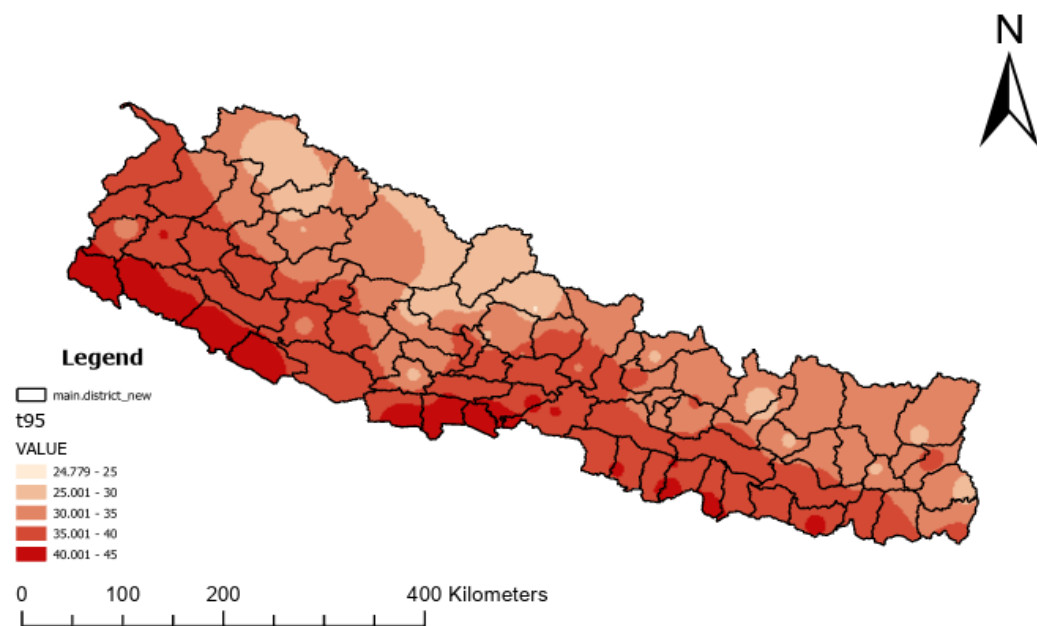 N
Legend
main.district_new
t95
VALUE
24.779 - 25
25.001 - 30
30.001 - 35
35.001 - 40
40.001 - 45
0 100 200 400 Kilometers